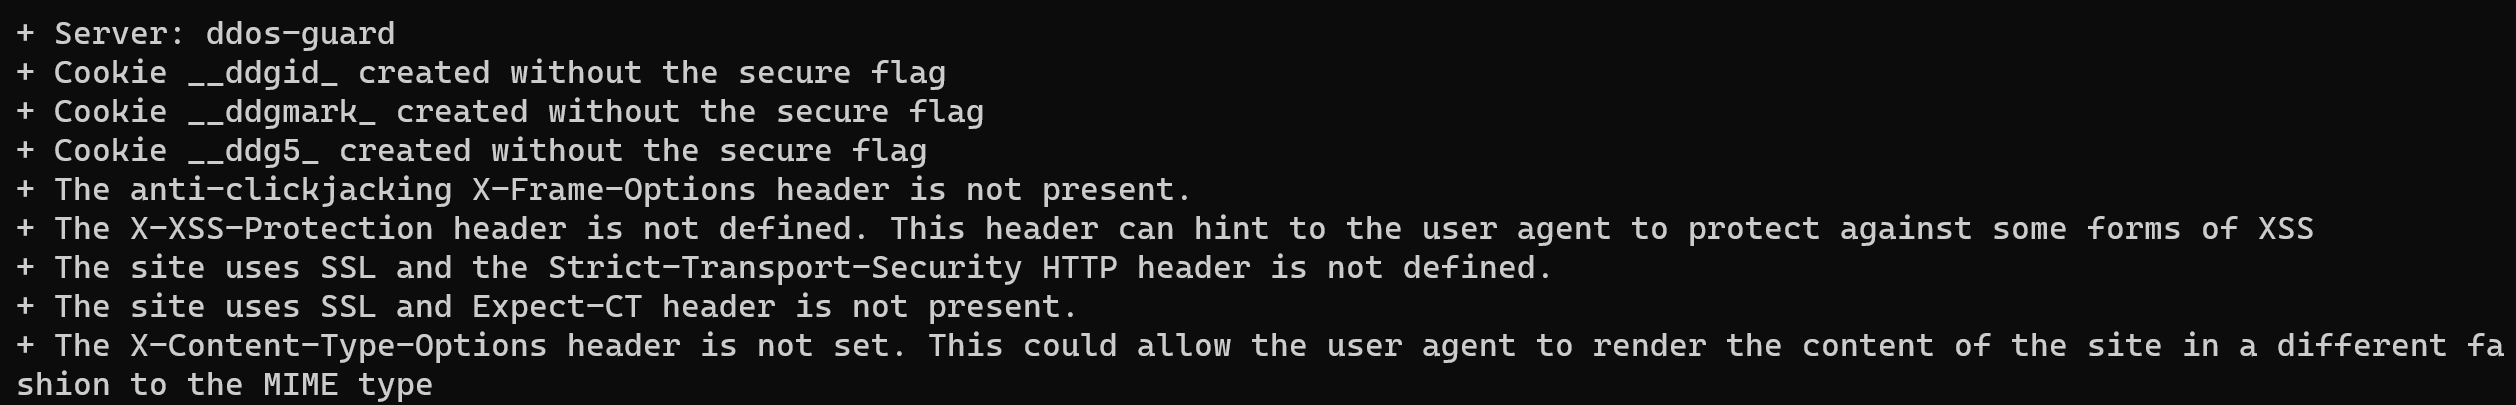 + Server: ddos-guard
+ Cookie __ddgid_ created without the secure flag
+ Cookie __ddgmark_ created without the secure flag
+ Cookie __ddg5_ created without the secure flag
+ The anti-clickjacking X-Frame-Options header is not present.
+ The X-XSS-Protection header is not defined. This header can hint to the user agent to protect against some forms of XSS
+ The site uses SSL and the Strict-Transport-Security HTTP header is not defined.
+ The site uses SSL and Expect-CT header is not present.
+ The X-Content-Type-Options header is not set. This could allow the user agent to render the content of the site in a different fa
shion to the MIME type